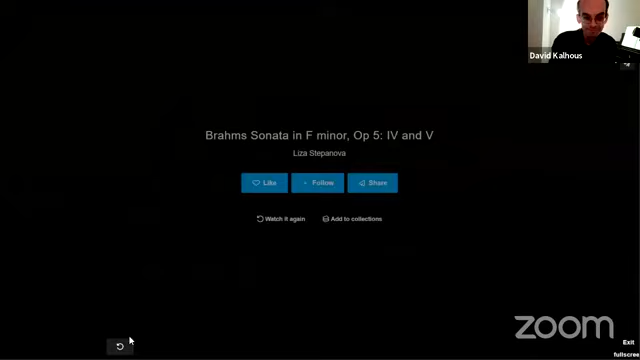 David Kalhous
Brahms Sonata in F minor, Op 5: IV and V
Liza Stepanova
Like
Follow
Share
Watch it again
Add to collections
zoom
Exit
fullscree